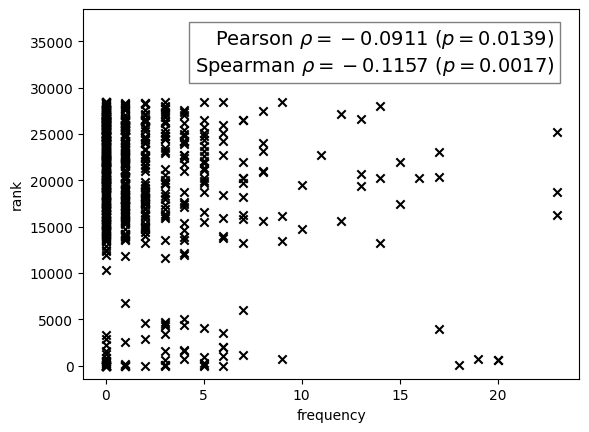 Pearson ρ = −0.0911 (p = 0.0139)
Spearman ρ = −0.1157 (p = 0.0017)
35000
30000
25000
20000
15000
10000
5000
0
rank
0 5 10 15 20
frequency